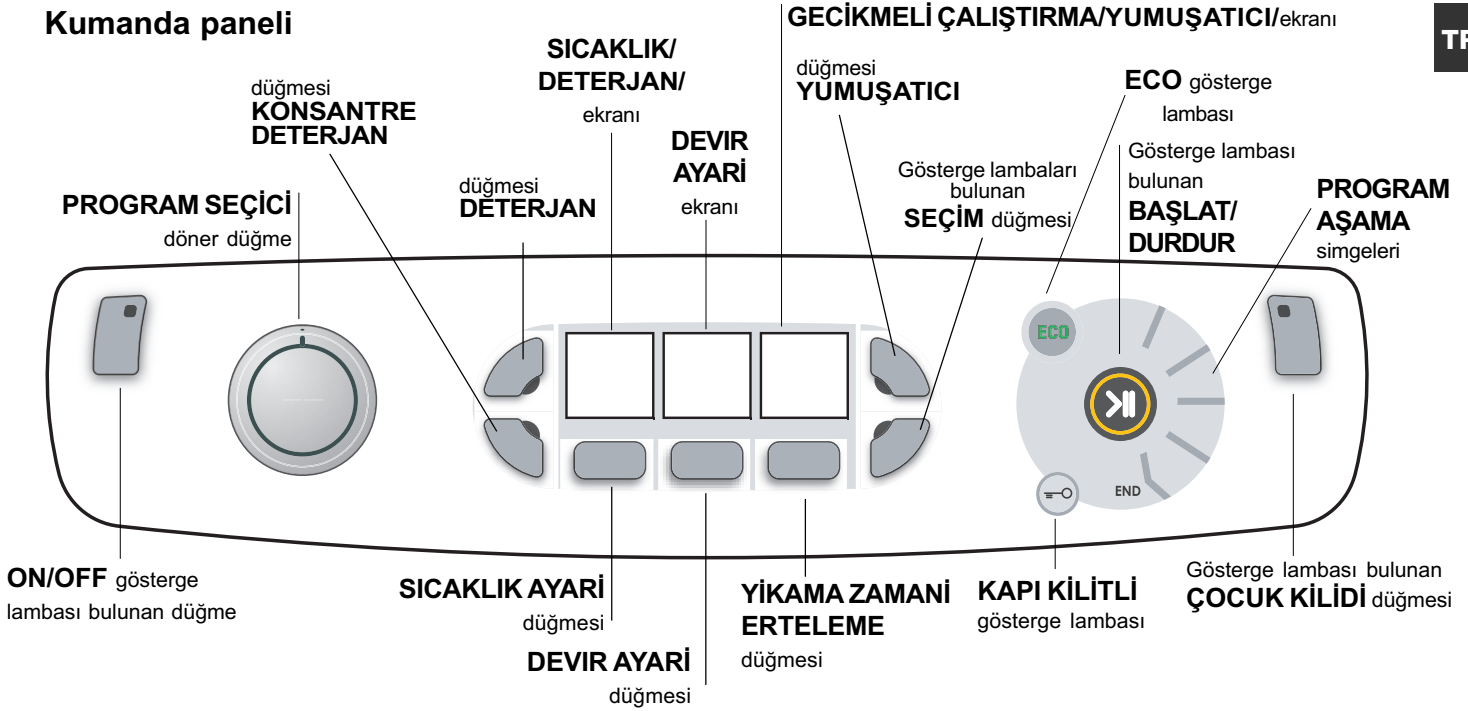 Kumanda paneli
GECİKMELİ ÇALIŞTIRMA/YUMUŞATICI/ekranı
SICAKLIK/
DETERJAN/
ekranı
düğmesi
KONSANTRE
DETERJAN
düğmesi
YUMUŞATICI
ECO gösterge
lambası
DEVIR
AYARİ
ekranı
düğmesi
DETERJAN
Gösterge lambaları
bulunan
SEÇİM düğmesi
Gösterge lambası
bulunan
BAŞLAT/
DURDUR
PROGRAM
AŞAMA
simgeleri
PROGRAM SEÇİCİ
döner düğme
ECO
END
ON/OFF gösterge
lambası bulunan düğme
SICAKLIK AYARİ
düğmesi
DEVIR AYARİ
düğmesi
YİKAMA ZAMANİ
ERTELEME
düğmesi
KAPI KİLİTLİ
gösterge lambası
Gösterge lambası bulunan
ÇOCUK KİLİDİ düğmesi